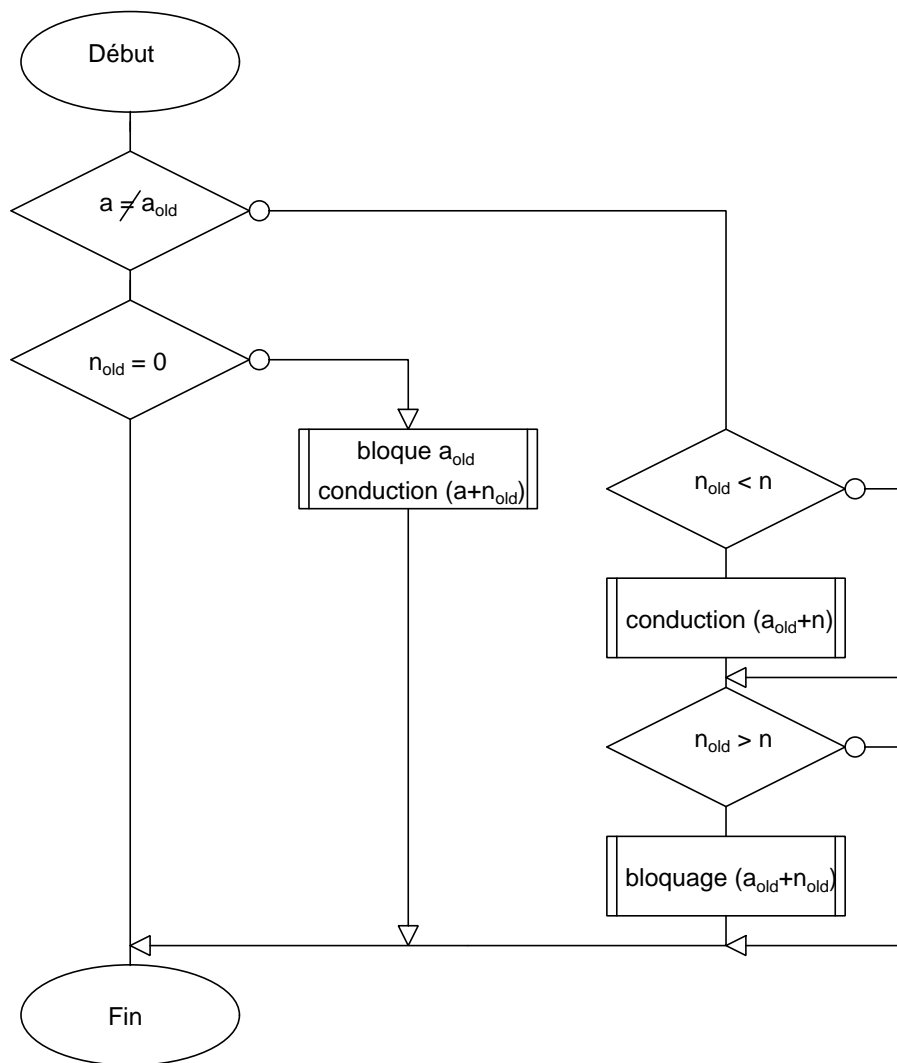 Début
a ≠ a_old
n_old = 0
bloque a_old
conduction (a+n_old)
n_old < n
conduction (a_old+n)
n_old > n
bloquage (a_old+n_old)
Fin